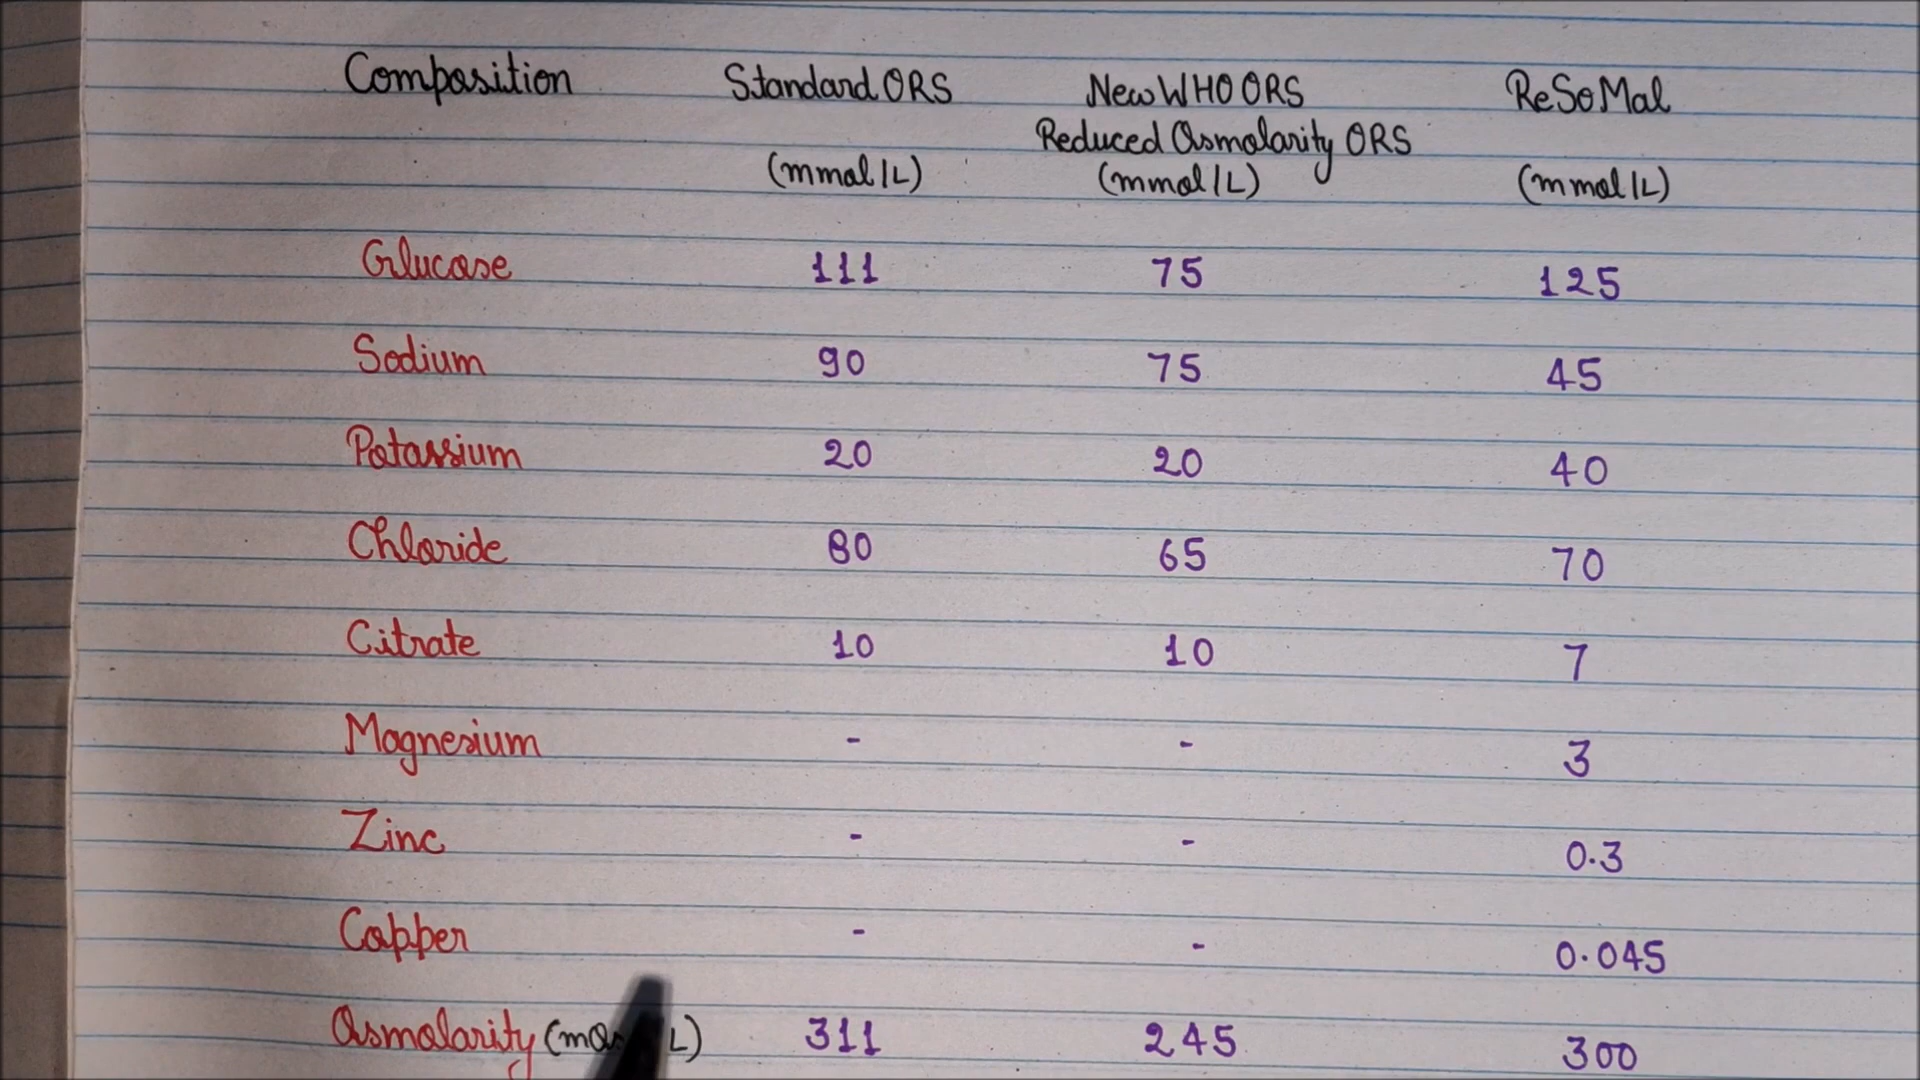 Composition Standard ORS New WHO ORS ReSoMal
Reduced Osmolarity ORS
(mmol/L) (mmol/L) (mmol/L)
Glucose 111 75 125
Sodium 90 75 45
Potassium 20 20 40
Chloride 80 65 70
Citrate 10 10 7
Magnesium - - 3
Zinc - - 0.3
Copper - - 0.045
Osmolarity 311 245 300